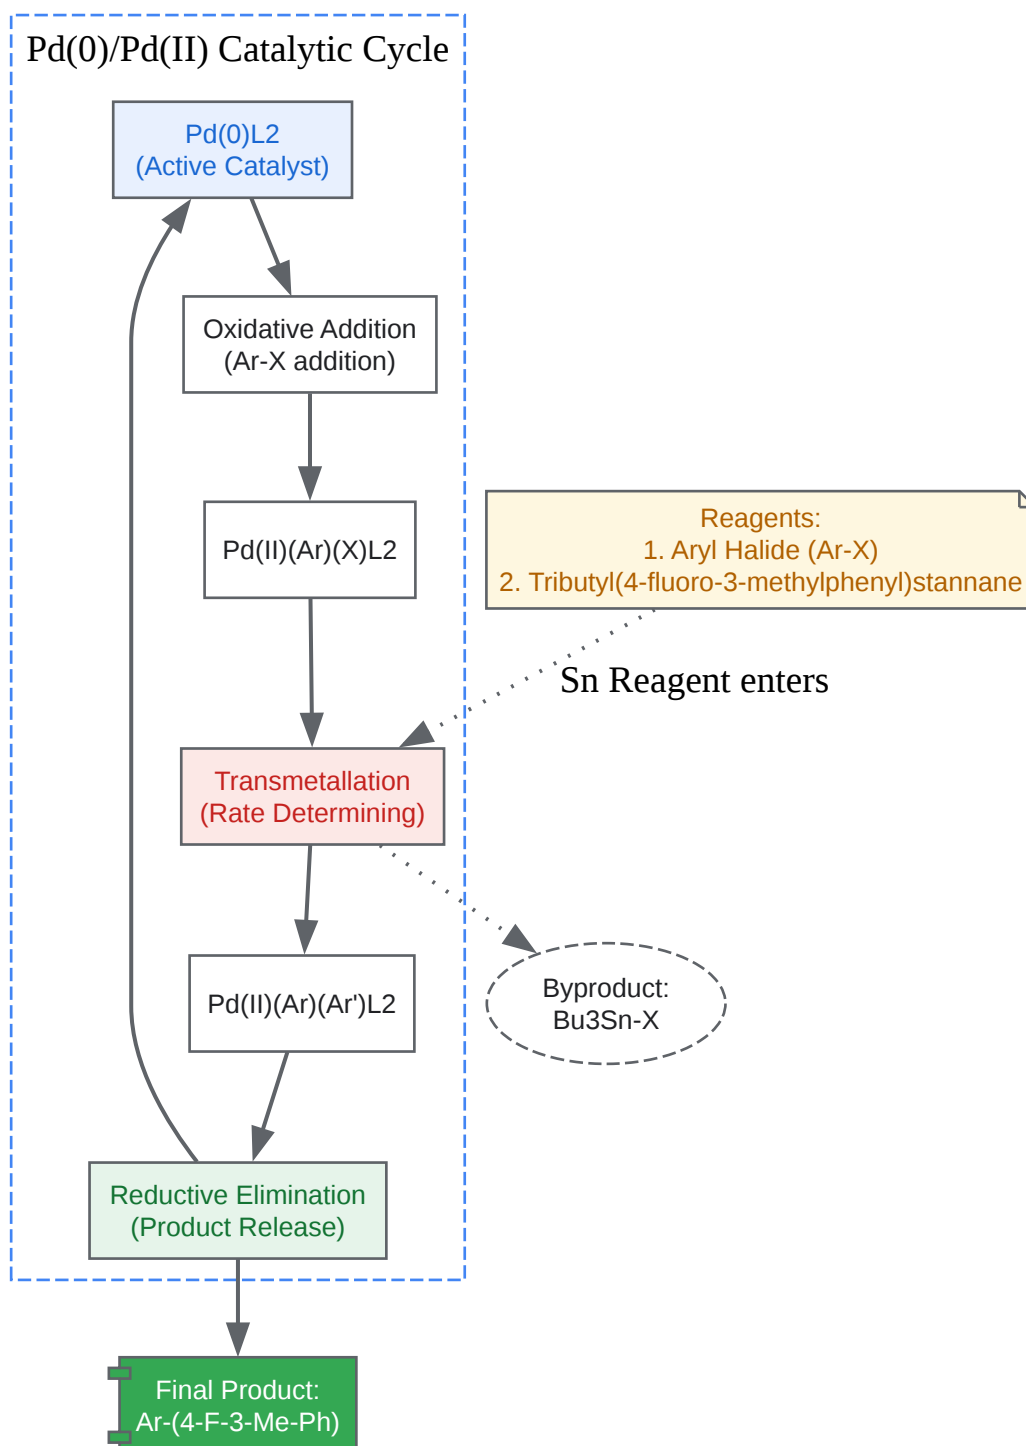 Pd(0)/Pd(II) Catalytic Cycle
Pd(0)L2
(Active Catalyst)
Oxidative Addition
(Ar-X addition)
Pd(II)(Ar)(X)L2
Reagents:
1. Aryl Halide (Ar-X)
2. Tributyl(4-fluoro-3-methylphenyl)stannane
Sn Reagent enters
Transmetallation
(Rate Determining)
Pd(II)(Ar)(Ar')L2
Byproduct:
Bu3Sn-X
Reductive Elimination
(Product Release)
Final Product:
Ar-(4-F-3-Me-Ph)